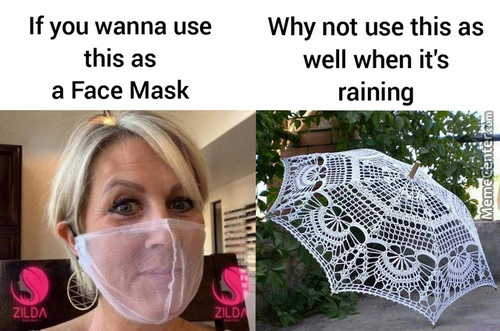 If you wanna use
this as
a Face Mask
Why not use this as
well when it's
raining
MemeCenter.com
ZILDA
ZILDA